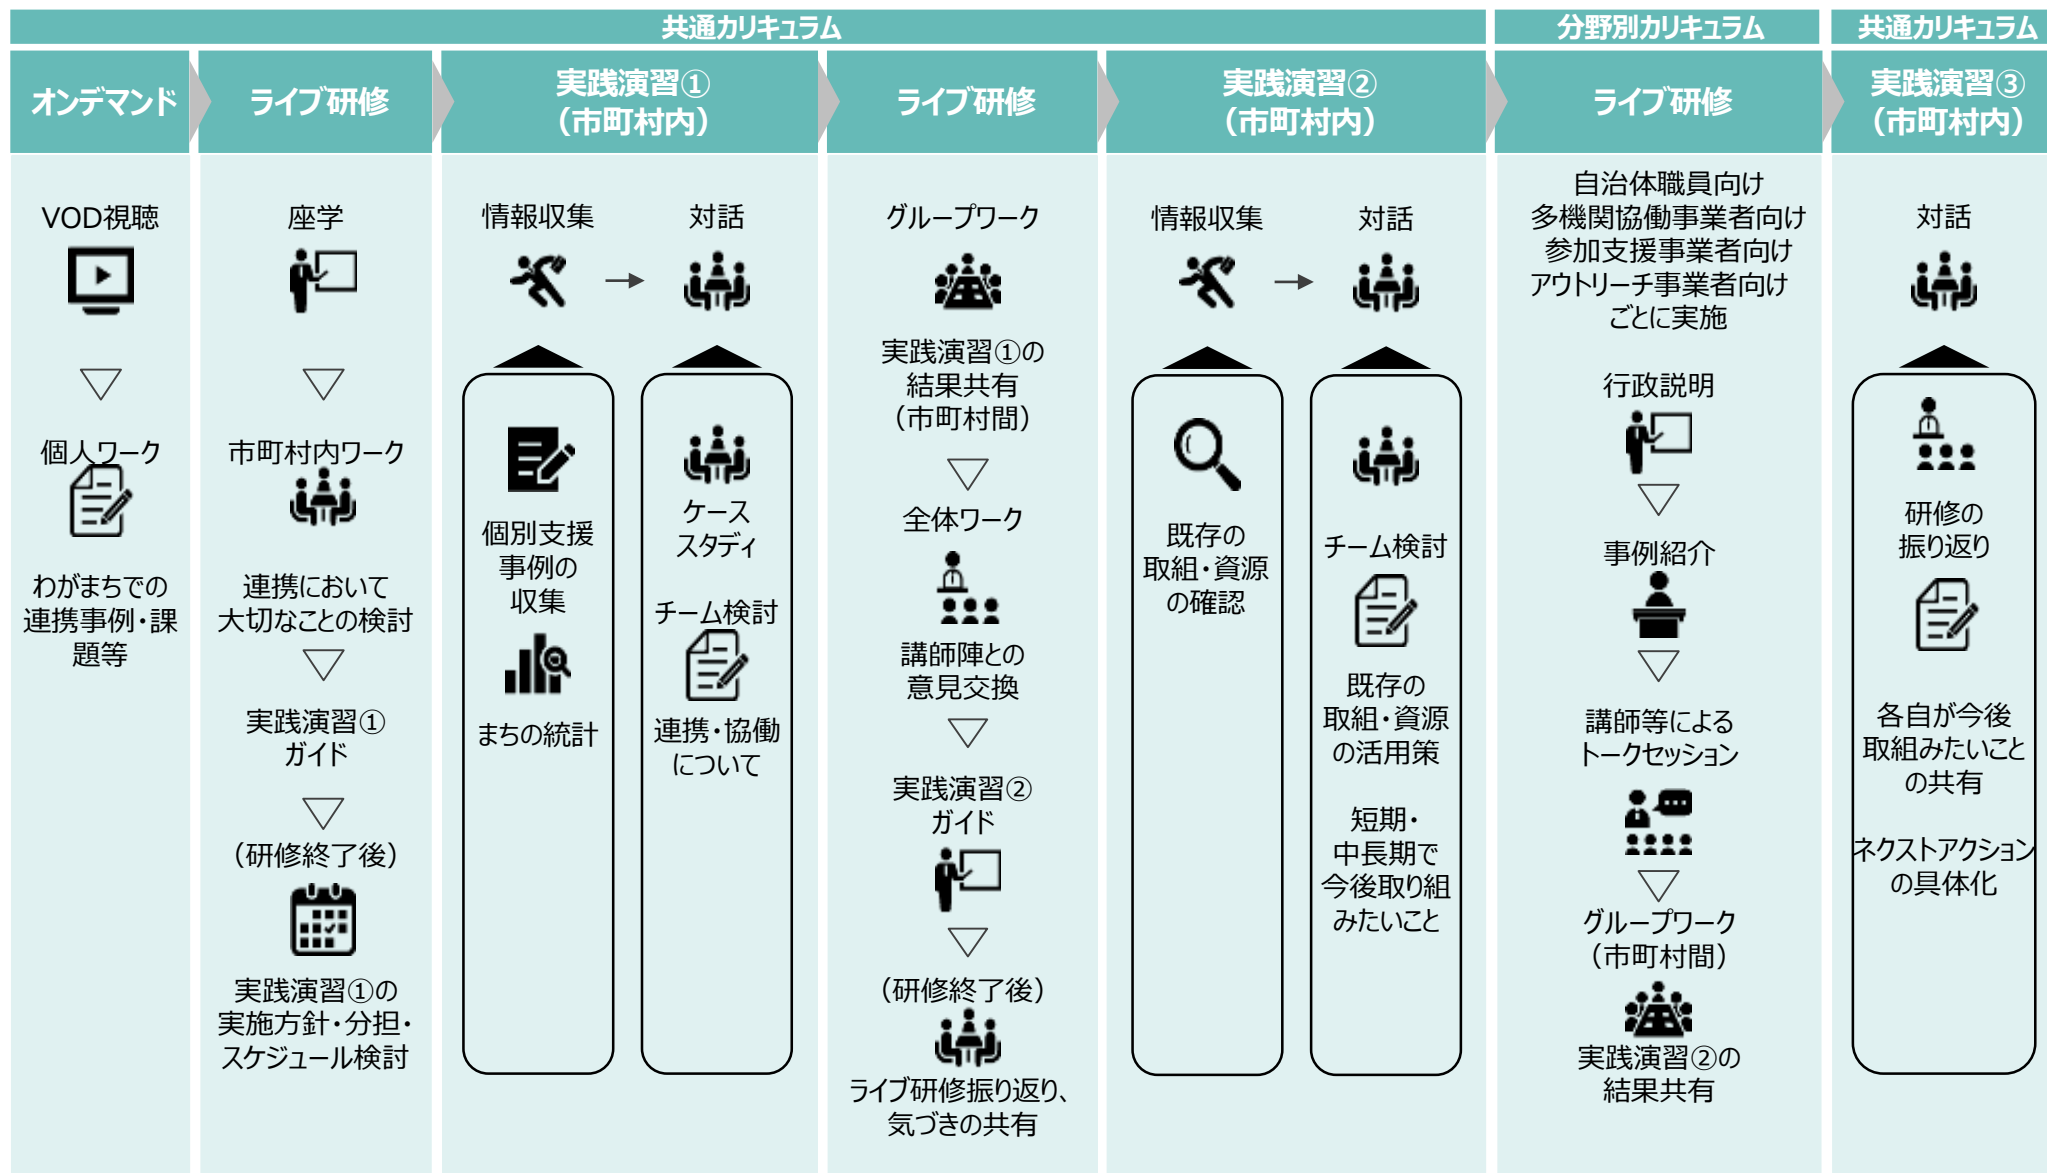 共通カリキュラム
分野別カリキュラム
共通カリキュラム
オンデマンド
ライブ研修
実践演習①
（市町村内）
ライブ研修
実践演習②
（市町村内）
ライブ研修
実践演習③
（市町村内）
VOD視聴
個人ワーク
わがまちでの
連携事例・課
題等
座学
市町村内ワーク
連携において
大切なことの検討
実践演習①
ガイド
（研修終了後）
実践演習①の
実施方針・分担・
スケジュール検討
情報収集
個別支援
事例の
収集
まちの統計
対話
ケース
スタディ
チーム検討
連携・協働
について
グループワーク
実践演習①の
結果共有
（市町村間）
全体ワーク
講師陣との
意見交換
実践演習②
ガイド
（研修終了後）
ライブ研修振り返り、
気づきの共有
情報収集
既存の
取組・資源
の確認
対話
チーム検討
既存の
取組・資源
の活用策
短期・
中長期で
今後取り組
みたいこと
自治体職員向け
多機関協働事業者向け
参加支援事業者向け
アウトリーチ事業者向け
ごとに実施
行政説明
事例紹介
講師等による
トークセッション
グループワーク
（市町村間）
実践演習②の
結果共有
対話
研修の
振り返り
各自が今後
取組みたいこと
の共有
ネクストアクション
の具体化